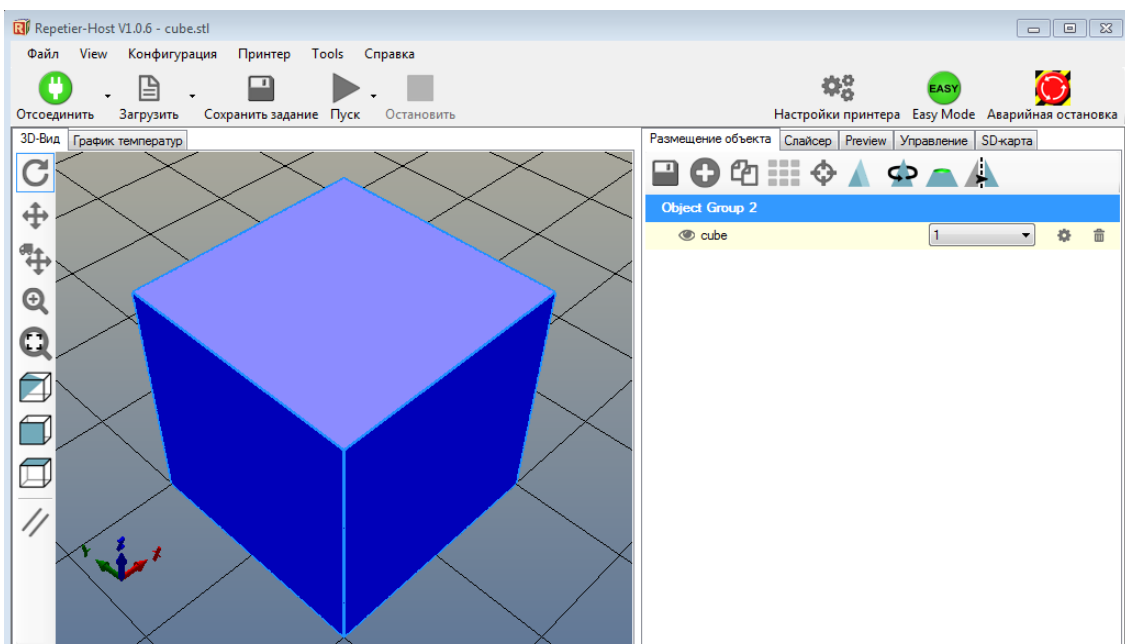 Repetier-Host V1.0.6 - cube.stl
Файл View Конфигурация Принтер Tools Справка
EASY
Отсоединить Загрузить Сохранить задание Пуск Остановить Настройки принтера Easy Mode Аварийная остановка
3D-Вид График температур Размещение объекта Слайсер Preview Управление SD-карта
Object Group 2
cube 1